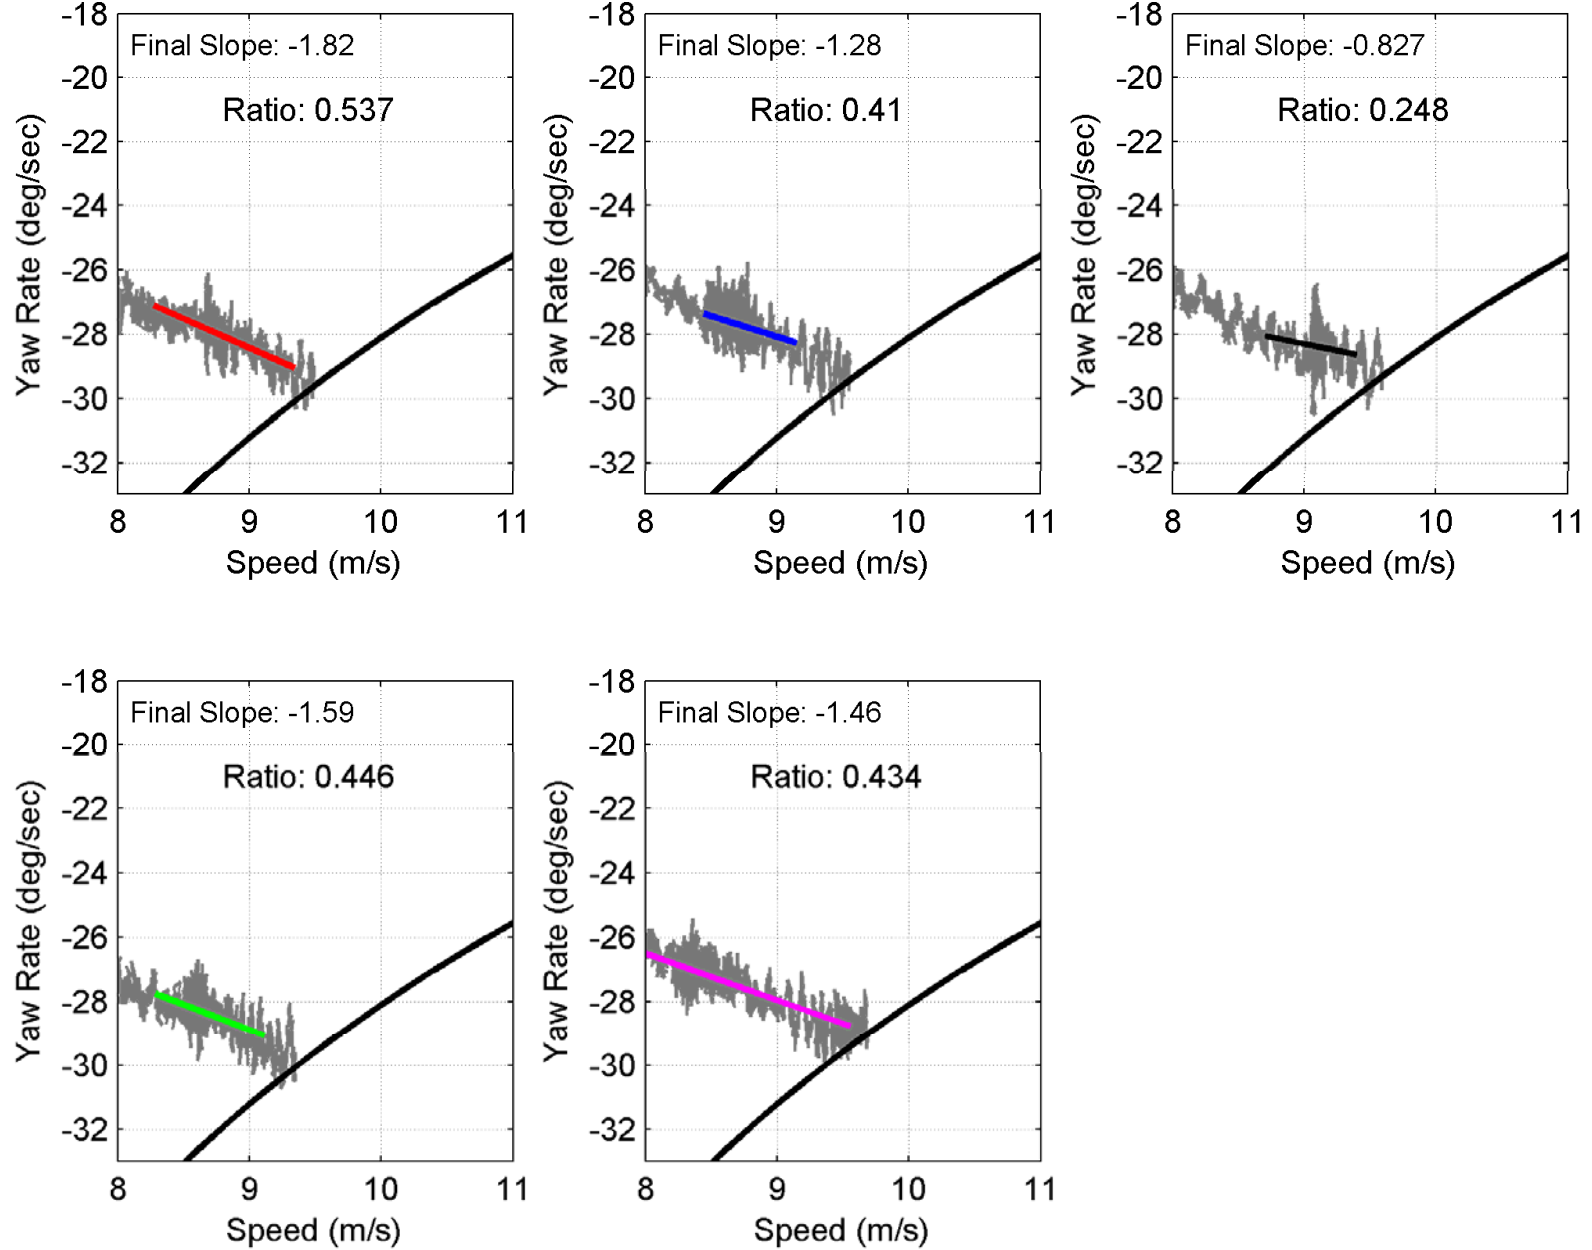 Final Slope: -1.82
Ratio: 0.537
-18
-20
-22
-24
-26
-28
-30
-32
Yaw Rate (deg/sec)
8 9 10 11
Speed (m/s)
Final Slope: -1.28
Ratio: 0.41
-18
-20
-22
-24
-26
-28
-30
-32
Yaw Rate (deg/sec)
8 9 10 11
Speed (m/s)
Final Slope: -0.827
Ratio: 0.248
-18
-20
-22
-24
-26
-28
-30
-32
Yaw Rate (deg/sec)
8 9 10 11
Speed (m/s)
Final Slope: -1.59
Ratio: 0.446
-18
-20
-22
-24
-26
-28
-30
-32
Yaw Rate (deg/sec)
8 9 10 11
Speed (m/s)
Final Slope: -1.46
Ratio: 0.434
-18
-20
-22
-24
-26
-28
-30
-32
Yaw Rate (deg/sec)
8 9 10 11
Speed (m/s)